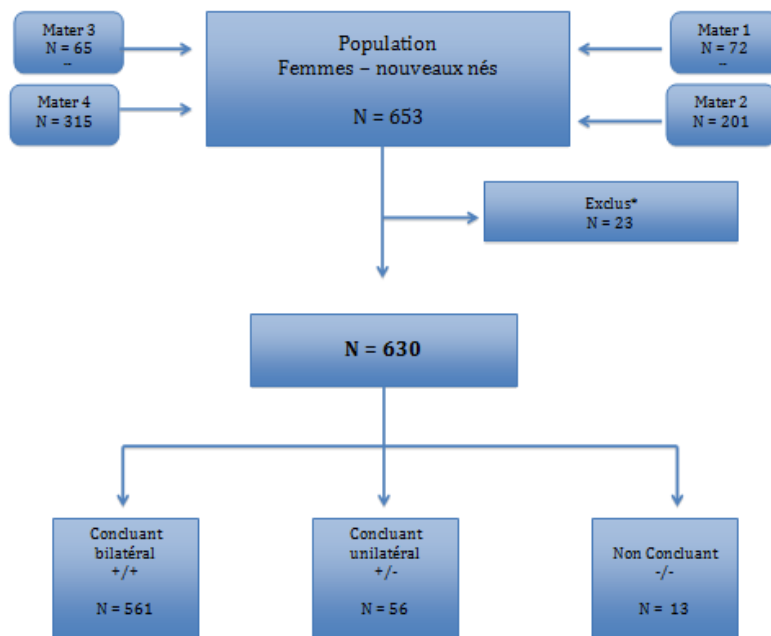 Mater 3
N = 65
--
Mater 4
N = 315
Population
Femmes – nouveaux nés
N = 653
Mater 1
N = 72
--
Mater 2
N = 201
Exclus*
N = 23
N = 630
Concluant
bilatéral
+/+
N = 561
Concluant
unilatéral
+/-
N = 56
Non Concluant
-/-
N = 13